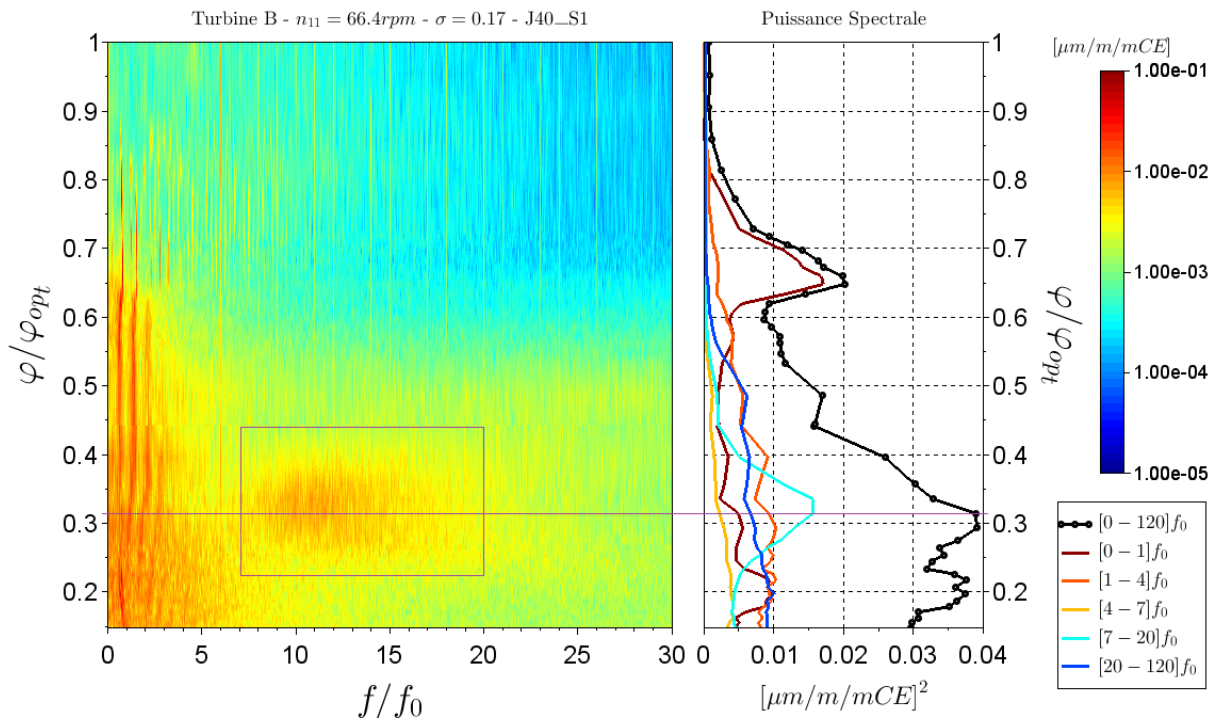 Turbine B - n11 = 66.4rpm - σ = 0.17 - J40_S1
Puissance Spectrale
[μm/m/mCE]
1
0.9
0.8
0.7
0.6
0.5
0.4
0.3
0.2
φ/φopt
0
5
10
15
20
25
30
f/f0
1
0.9
0.8
0.7
0.6
0.5
0.4
0.3
0.2
φ/φopt
0
0.01
0.02
0.03
0.04
[μm/m/mCE]²
1.00e-01
1.00e-02
1.00e-03
1.00e-04
1.00e-05
[0 − 120]f0
[0 − 1]f0
[1 − 4]f0
[4 − 7]f0
[7 − 20]f0
[20 − 120]f0